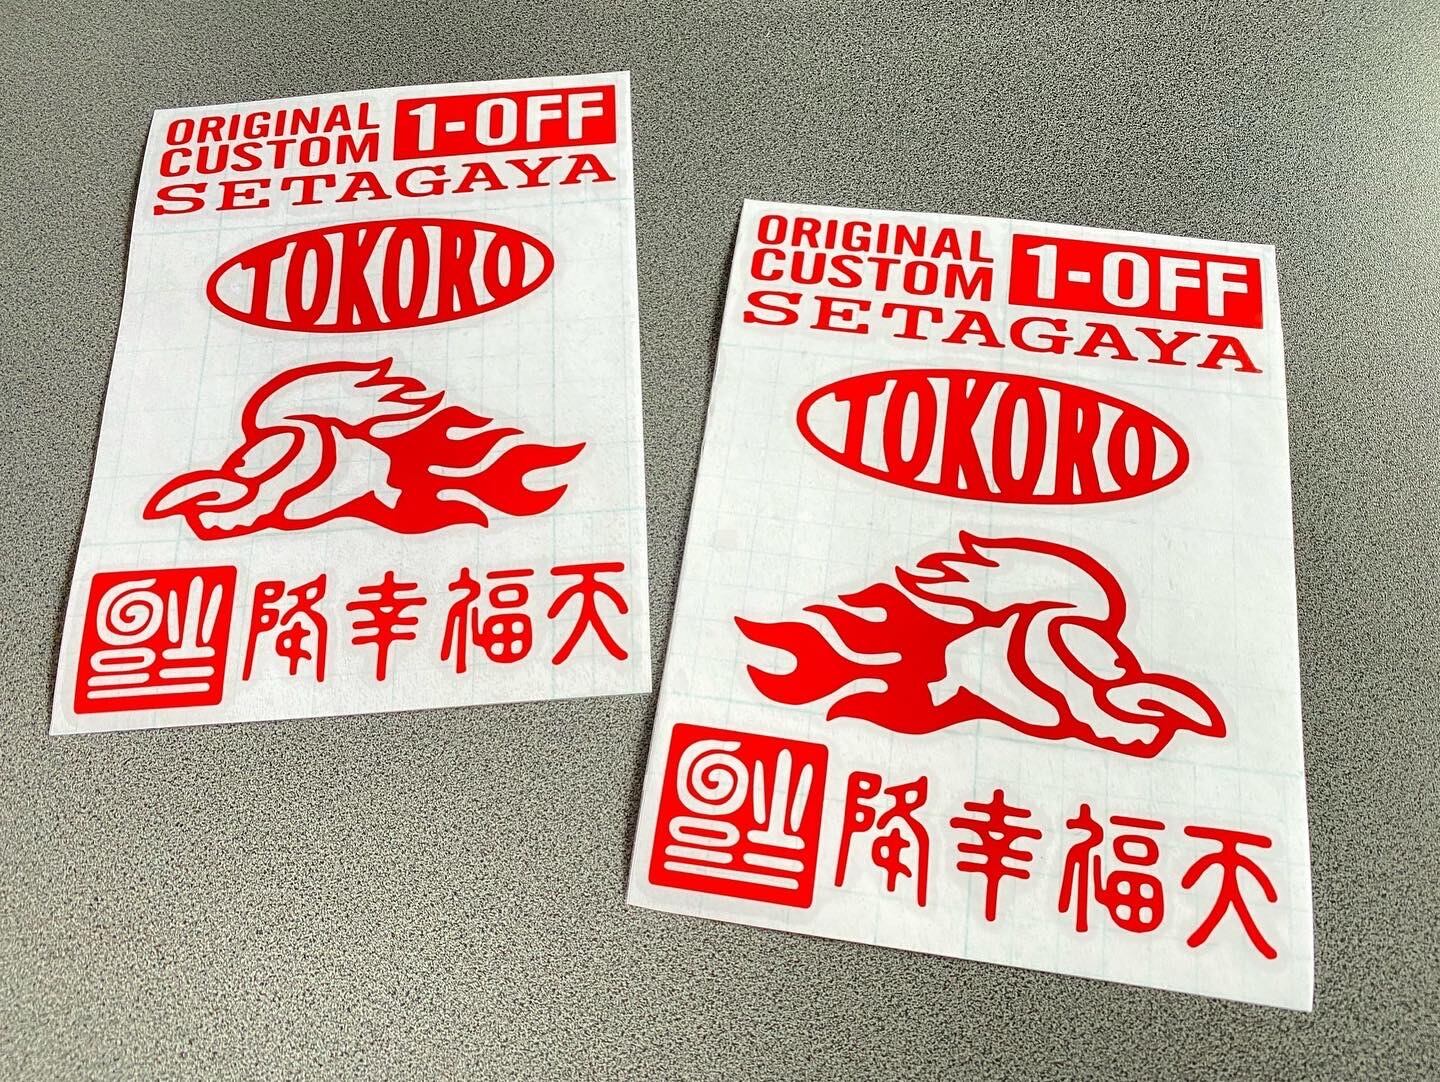 ORIGINAL
CUSTOM
1-OFF
SETAGAYA
TOKORO
降幸福天
ORIGINAL
CUSTOM
1-OFF
SETAGAYA
TOKORO
降幸福天